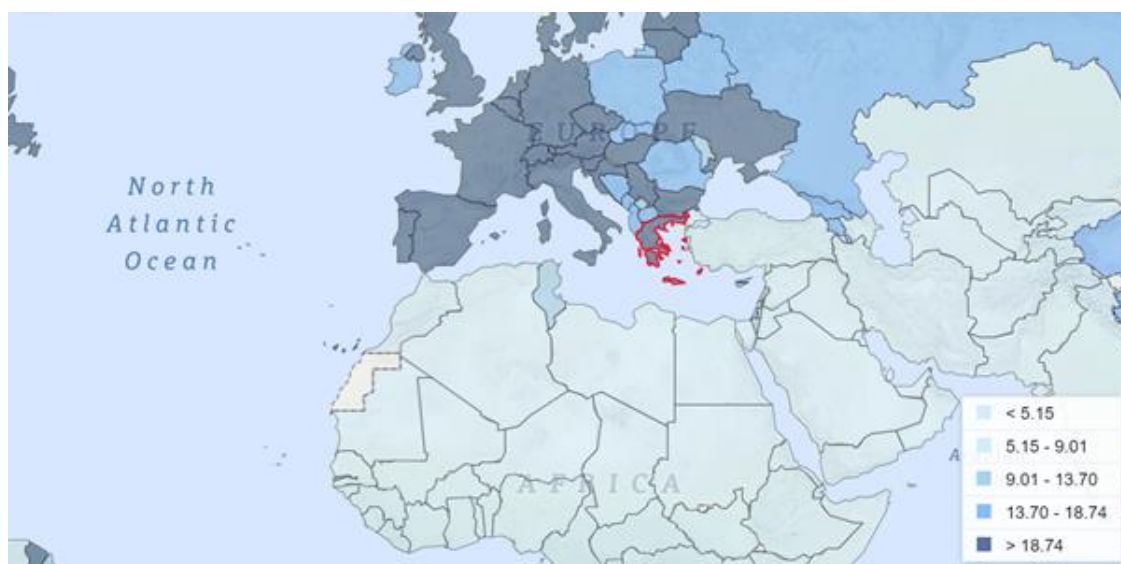 EUROPE
North
Atlantic
Ocean
AFRICA
A
< 5.15
5.15 - 9.01
9.01 - 13.70
13.70 - 18.74
> 18.74